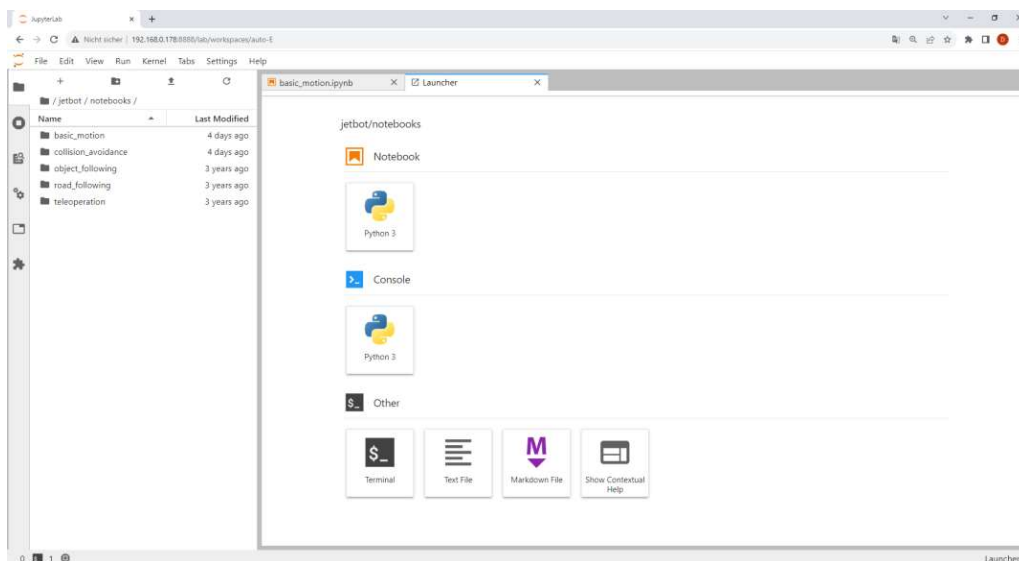 JupyterLab
Nicht sicher | 192.168.0.178:8888/lab/workspaces/auto-E
File Edit View Run Kernel Tabs Settings Help
basic_motion.ipynb Launcher
/ jetbot / notebooks /
Name Last Modified
basic_motion 4 days ago
collision_avoidance 4 days ago
object_following 3 years ago
road_following 3 years ago
teleoperation 3 years ago
jetbot/notebooks
Notebook
Python 3
Console
Python 3
$_ Other
$_
M
Terminal Text File Markdown File Show Contextual
Help
0 1 Launcher